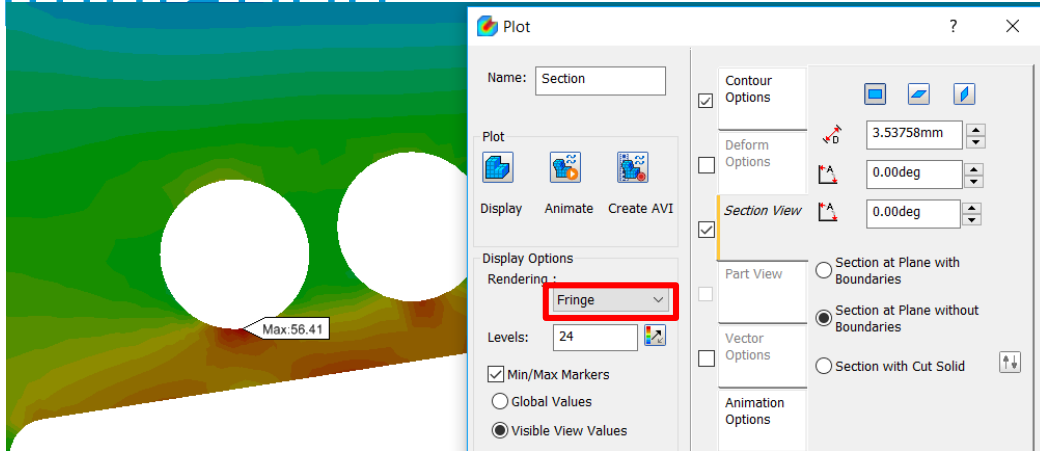 Plot
?
Name:
Section
Plot
Display
Animate
Create AVI
Display Options
Rendering :
Fringe
Levels:
24
Min/Max Markers
Global Values
Visible View Values
Contour
Options
Deform
Options
Section View
Part View
Vector
Options
Animation
Options
D
3.53758mm
A
0.00deg
A
0.00deg
Section at Plane with
Boundaries
Section at Plane without
Boundaries
Section with Cut Solid
Max:56.41